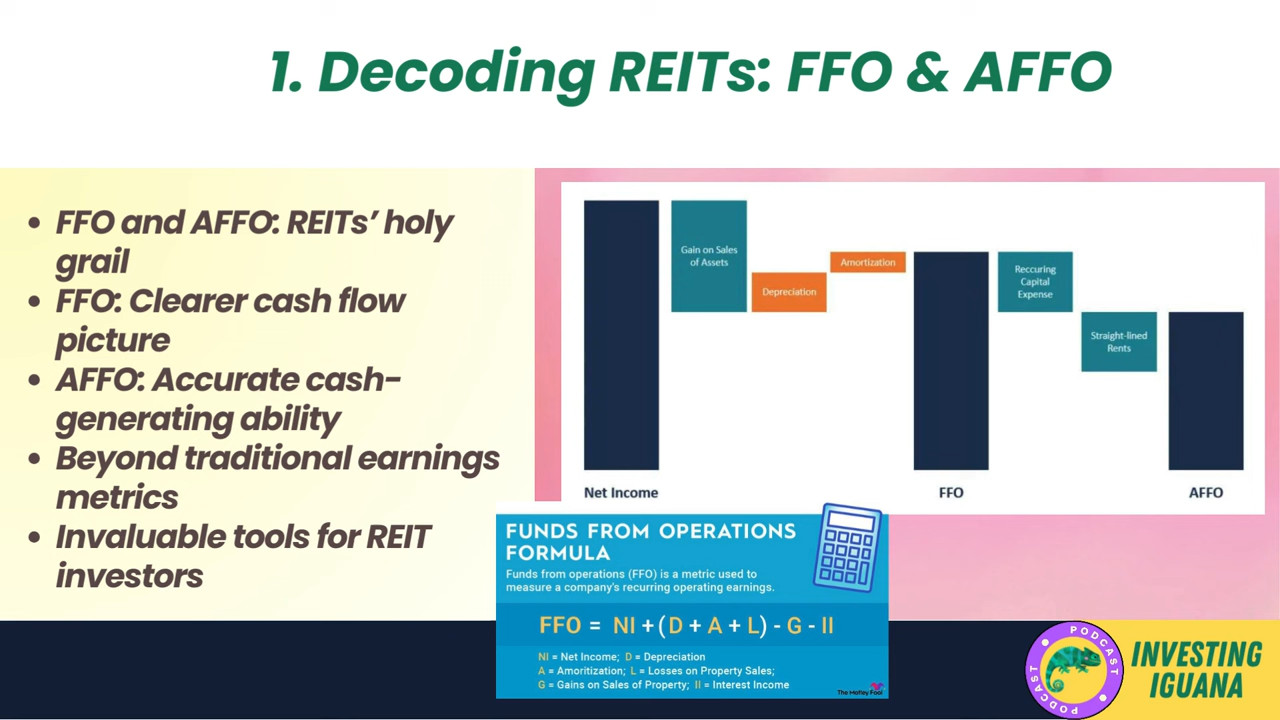 1. Decoding REITs: FFO & AFFO
• FFO and AFFO: REITs’ holy
grail
• FFO: Clearer cash flow
picture
• AFFO: Accurate cash-
generating ability
• Beyond traditional earnings
metrics
• Invaluable tools for REIT
investors
Gain on Sales
of Assets
Depreciation
Amortization
Reccuring
Capital
Expense
Straight-lined
Rents
Net Income
FFO
AFFO
FUNDS FROM OPERATIONS
FORMULA
Funds from operations (FFO) is a metric used to
measure a company's recurring operating earnings.
FFO = NI + (D + A + L) - G - II
NI = Net Income; D = Depreciation
A = Amoritization; L = Losses on Property Sales;
G = Gains on Sales of Property; II = Interest Income
The Motley Fool
PODCAST
PODCAST
INVESTING
IGUANA